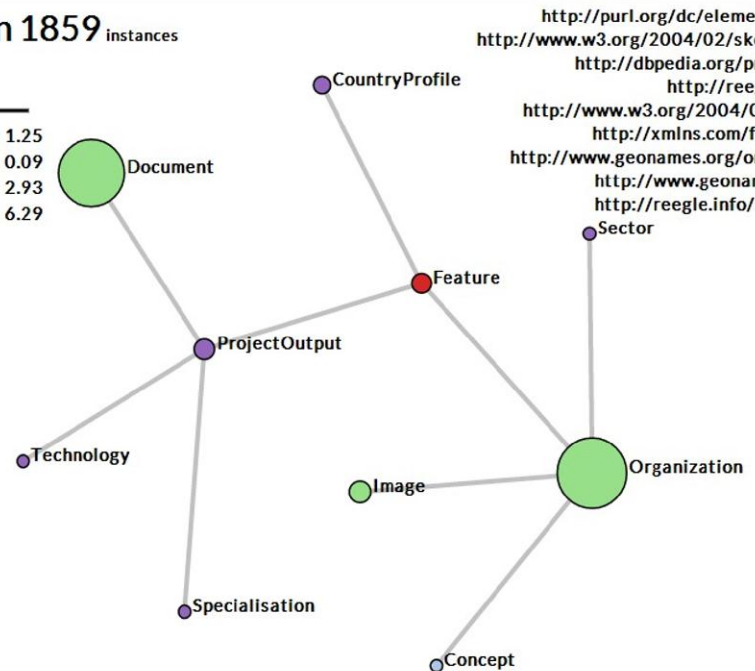 n 1859 instances
http://purl.org/dc/eleme
http://www.w3.org/2004/02/sk
http://dbpedia.org/p
http://ree
http://www.w3.org/2004/0
http://xmlns.com/f
http://www.geonames.org/o
http://www.geona
http://reegle.info/
1.25
0.09
2.93
6.29
CountryProfile
Document
Sector
Feature
ProjectOutput
Technology
Organization
Image
Specialisation
Concept